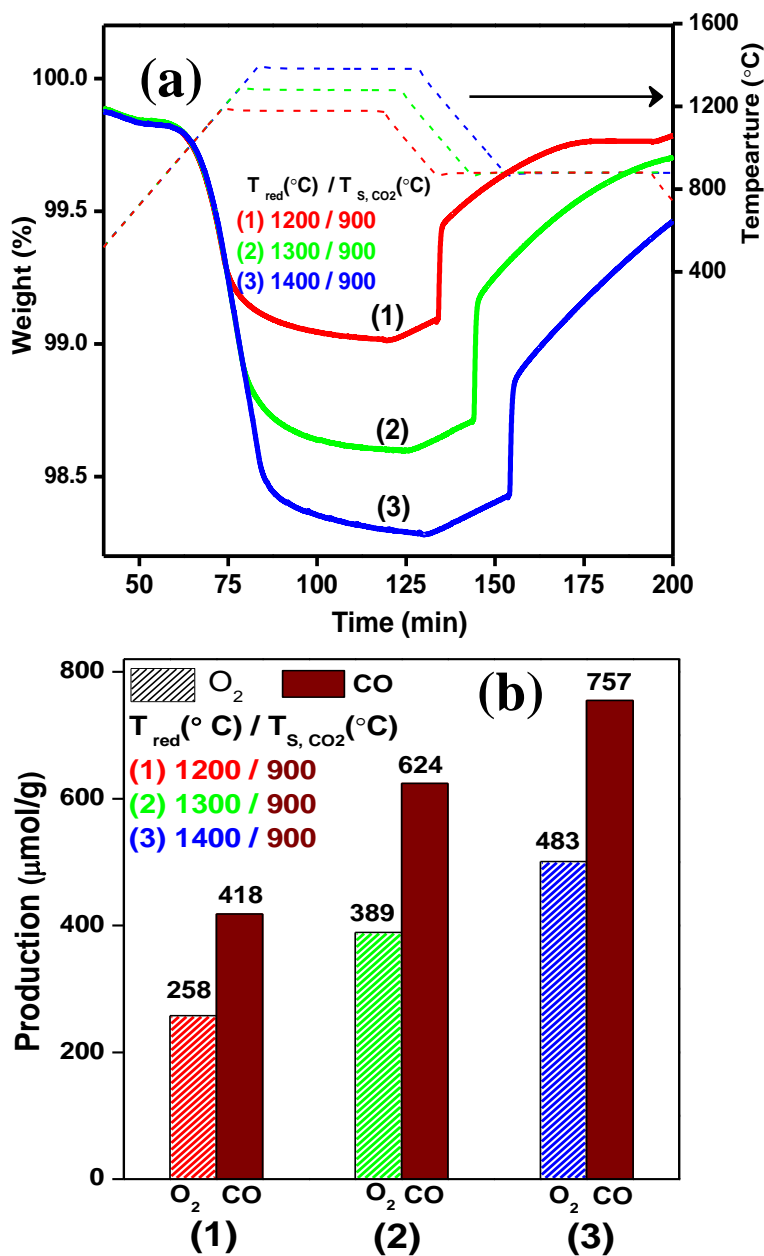 (a)
100.0
99.5
99.0
98.5
Weight (%)
1600
1200
800
400
Tempearture (°C)
T red(°C) / T S, CO2(°C)
(1) 1200 / 900
(2) 1300 / 900
(3) 1400 / 900
(1)
(2)
(3)
50 75 100 125 150 175 200
Time (min)
(b)
800
600
400
200
0
Production (μmol/g)
O2 CO
T red(° C) / T S, CO2(°C)
(1) 1200 / 900
(2) 1300 / 900
(3) 1400 / 900
258
418
389
624
483
757
O2 CO O2 CO O2 CO
(1) (2) (3)